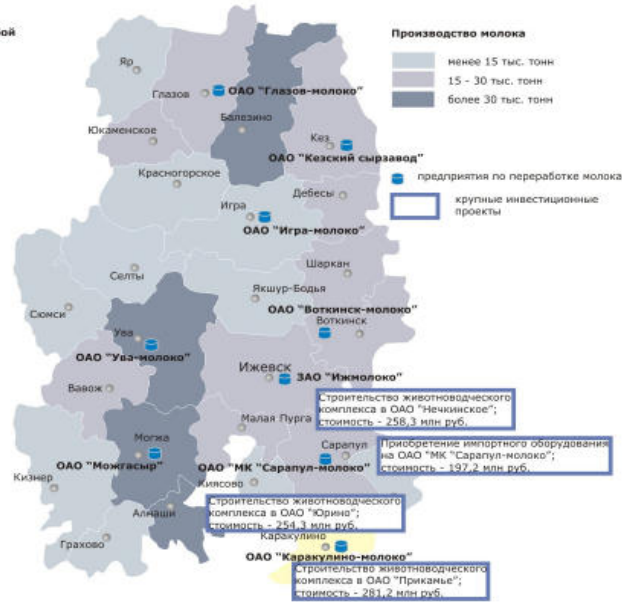 ой
Производство молока
менее 15 тыс. тонн
15 - 30 тыс. тонн
более 30 тыс. тонн
предприятия по переработке молока
крупные инвестиционные
проекты
Яр
Глазов
ОАО "Глазов-молоко"
Балезино
Юкаменское
Кез
ОАО "Кезский сырзавод"
Красногорское
Дебесы
Игра
ОАО "Игра-молоко"
Шаркан
Селты
Якшур-Бодья
Сюмси
ОАО "Воткинск-молоко"
Воткинск
Ува
ОАО "Ува-молоко"
Ижевск
ЗАО "Ижмолоко"
Вавож
Строительство животноводческого
комплекса в ОАО "Нечкинское";
стоимость - 258,3 млн руб.
Малая Пурга
Можга
Сарапул
Приобретение импортного оборудования
на ОАО "МК "Сарапул-молоко";
стоимость - 197,2 млн руб.
ОАО "Можгасыр"
ОАО "МК "Сарапул-молоко"
Кизнер
Киясово
Строительство животноводческого
комплекса в ОАО "Юрино";
стоимость - 254,3 млн руб.
Алнаши
Грахово
Каракулино
ОАО "Каракулино-молоко"
Строительство животноводческого
комплекса в ОАО "Прикамье";
стоимость - 281,2 млн руб.